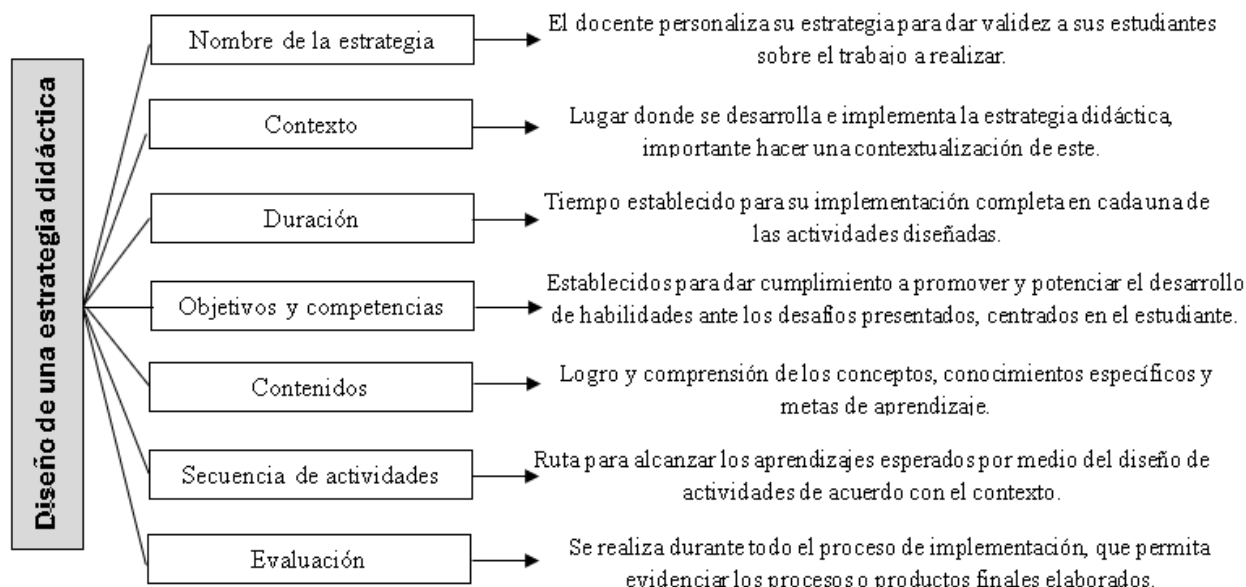 Diseño de una estrategia didáctica
Nombre de la estrategia
El docente personaliza su estrategia para dar validez a sus estudiantes
sobre el trabajo a realizar.
Contexto
Lugar donde se desarrolla e implementa la estrategia didáctica,
importante hacer una contextualización de este.
Duración
Tiempo establecido para su implementación completa en cada una de
las actividades diseñadas.
Objetivos y competencias
Establecidos para dar cumplimiento a promover y potenciar el desarrollo
de habilidades ante los desafíos presentados, centrados en el estudiante.
Contenidos
Logro y comprensión de los conceptos, conocimientos específicos y
metas de aprendizaje.
Secuencia de actividades
Ruta para alcanzar los aprendizajes esperados por medio del diseño de
actividades de acuerdo con el contexto.
Evaluación
Se realiza durante todo el proceso de implementación, que permita
evidenciar los procesos o productos finales elaborados.